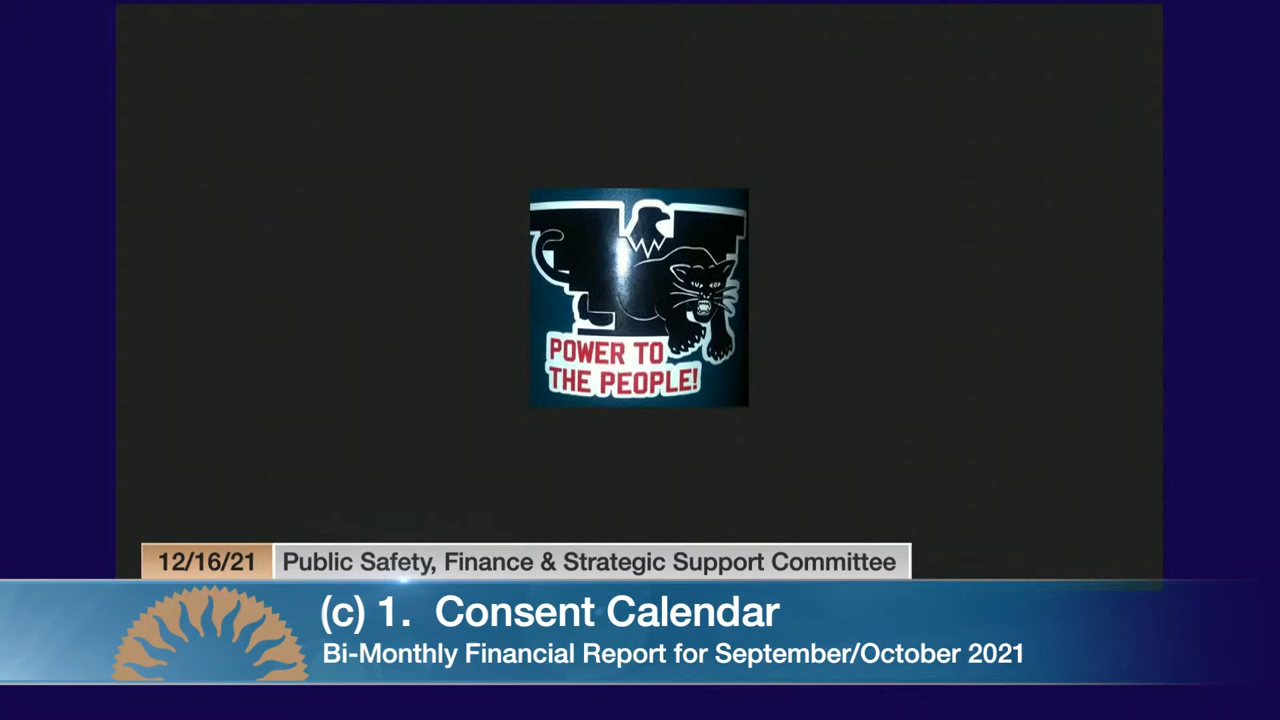 POWER TO
THE PEOPLE!
12/16/21 Public Safety, Finance & Strategic Support Committee
(c) 1. Consent Calendar
Bi-Monthly Financial Report for September/October 2021